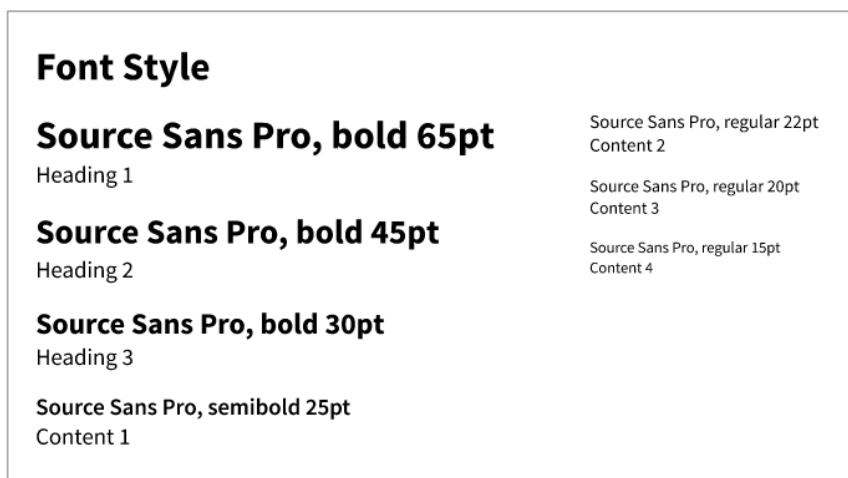 Font Style
Source Sans Pro, bold 65pt
Heading 1
Source Sans Pro, bold 45pt
Heading 2
Source Sans Pro, bold 30pt
Heading 3
Source Sans Pro, semibold 25pt
Content 1
Source Sans Pro, regular 22pt
Content 2
Source Sans Pro, regular 20pt
Content 3
Source Sans Pro, regular 15pt
Content 4